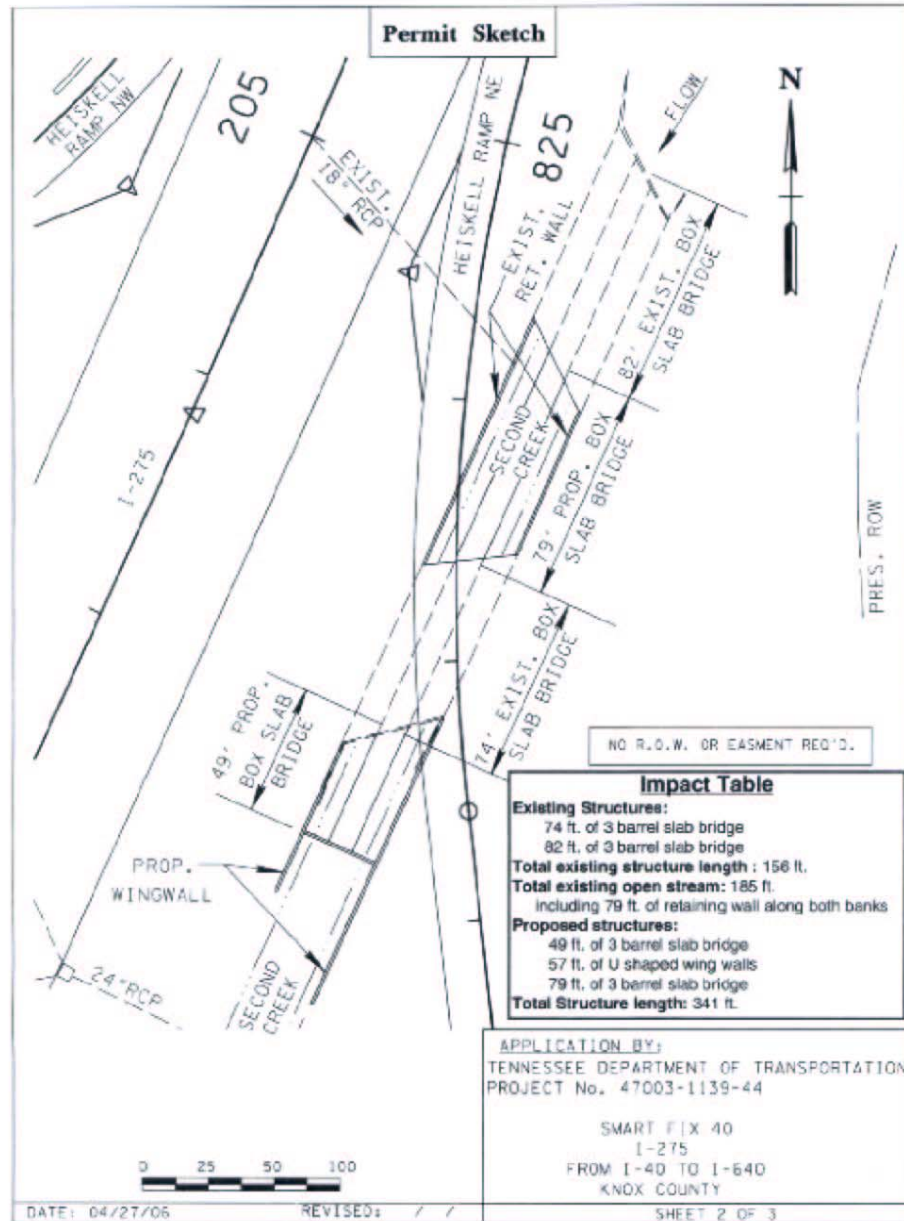 Permit Sketch
HEISKELL
RAMP NW
205
EXIST.
18" RCP
HEISKELL RAMP NE
825
FLOW
N
EXIST.
RET. WALL
82' EXIST. BOX
SLAB BRIDGE
SECOND
CREEK
79' PROP. BOX
SLAB BRIDGE
I-275
PRES. ROW
74' EXIST. BOX
SLAB BRIDGE
49' PROP.
BOX SLAB
BRIDGE
PROP.
WINGWALL
24"RCP
SECOND
CREEK
NO R.O.W. OR EASMENT REQ'D.
Impact Table
Existing Structures:
74 ft. of 3 barrel slab bridge
82 ft. of 3 barrel slab bridge
Total existing structure length : 156 ft.
Total existing open stream: 185 ft.
including 79 ft. of retaining wall along both banks
Proposed structures:
49 ft. of 3 barrel slab bridge
57 ft. of U shaped wing walls
79 ft. of 3 barrel slab bridge
Total Structure length: 341 ft.
APPLICATION BY:
TENNESSEE DEPARTMENT OF TRANSPORTATION
PROJECT No. 47003-1139-44
SMART FIX 40
I-275
FROM I-40 TO I-640
KNOX COUNTY
0 25 50 100
DATE: 04/27/06 REVISED: / / SHEET 2 OF 3